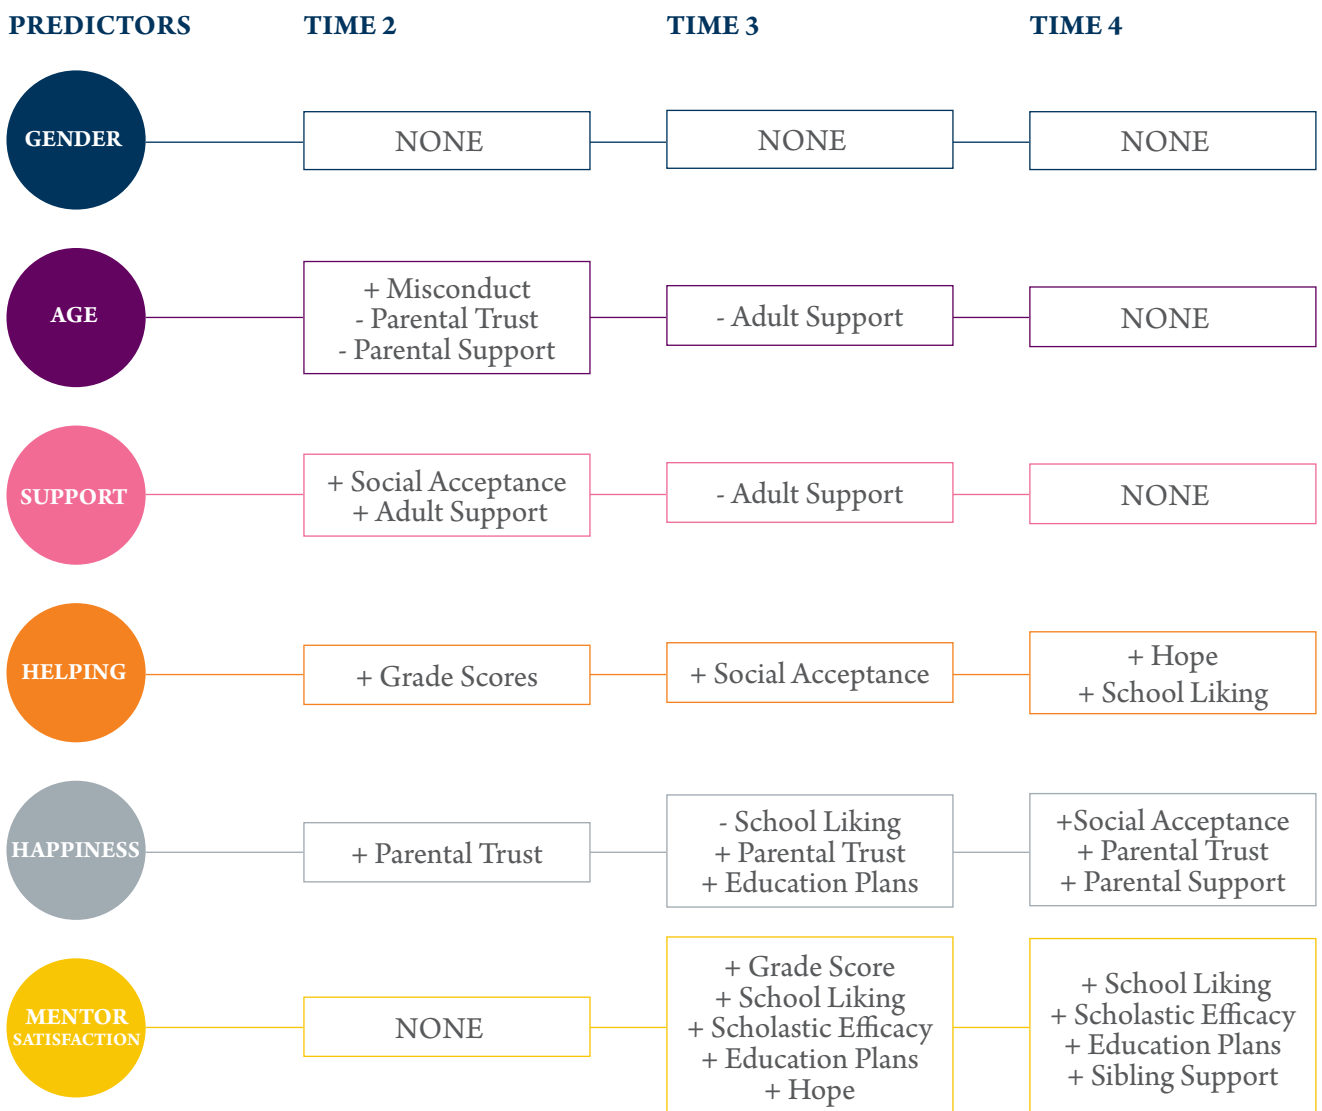 PREDICTORS TIME 2 TIME 3 TIME 4
GENDER NONE NONE NONE
AGE
+ Misconduct
- Parental Trust
- Parental Support
- Adult Support
NONE
SUPPORT
+ Social Acceptance
+ Adult Support
- Adult Support
NONE
HELPING
+ Grade Scores
+ Social Acceptance
+ Hope
+ School Liking
HAPPINESS
+ Parental Trust
- School Liking
+ Parental Trust
+ Education Plans
+Social Acceptance
+ Parental Trust
+ Parental Support
MENTOR
SATISFACTION
NONE
+ Grade Score
+ School Liking
+ Scholastic Efficacy
+ Education Plans
+ Hope
+ School Liking
+ Scholastic Efficacy
+ Education Plans
+ Sibling Support